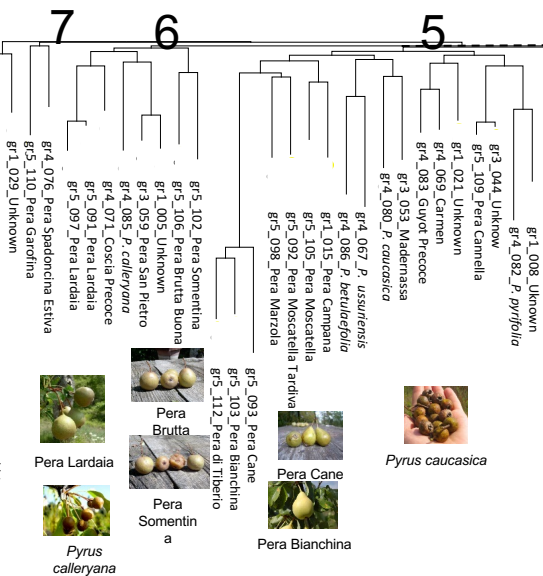 7
6
5
gr1_029_Unknown
gr5_110_Pera Garofina
gr4_076_Pera Spadoncina Estiva
gr5_097_Pera Lardaia
gr5_091_Pera Lardaia
gr4_071_Coscia Precoce
gr4_085_P. calleryana
gr3_059_Pera San Pietro
gr1_005_Unknown
gr5_106_Pera Brutta Buona
gr5_102_Pera Somentina
gr5_112_Pera di Tiberio
gr5_103_Pera Bianchina
gr5_093_Pera Cane
gr5_098_Pera Marzola
gr5_092_Pera Moscatella Tardiva
gr5_105_Pera Moscatella
gr1_015_Pera Campana
gr4_086_P. betulaefolia
gr4_067_P. ussuriensis
gr4_080_P. caucasica
gr3_053_Madernassa
gr4_083_Guyot Precoce
gr4_069_Carmen
gr1_021_Unknown
gr5_109_Pera Cannella
gr3_044_Unknow
gr4_082_P. pyrifolia
gr1_008_Uknown
Pera Lardaia
Pyrus
calleryana
Pera
Brutta
Pera
Somentin
a
Pera Cane
Pera Bianchina
Pyrus caucasica